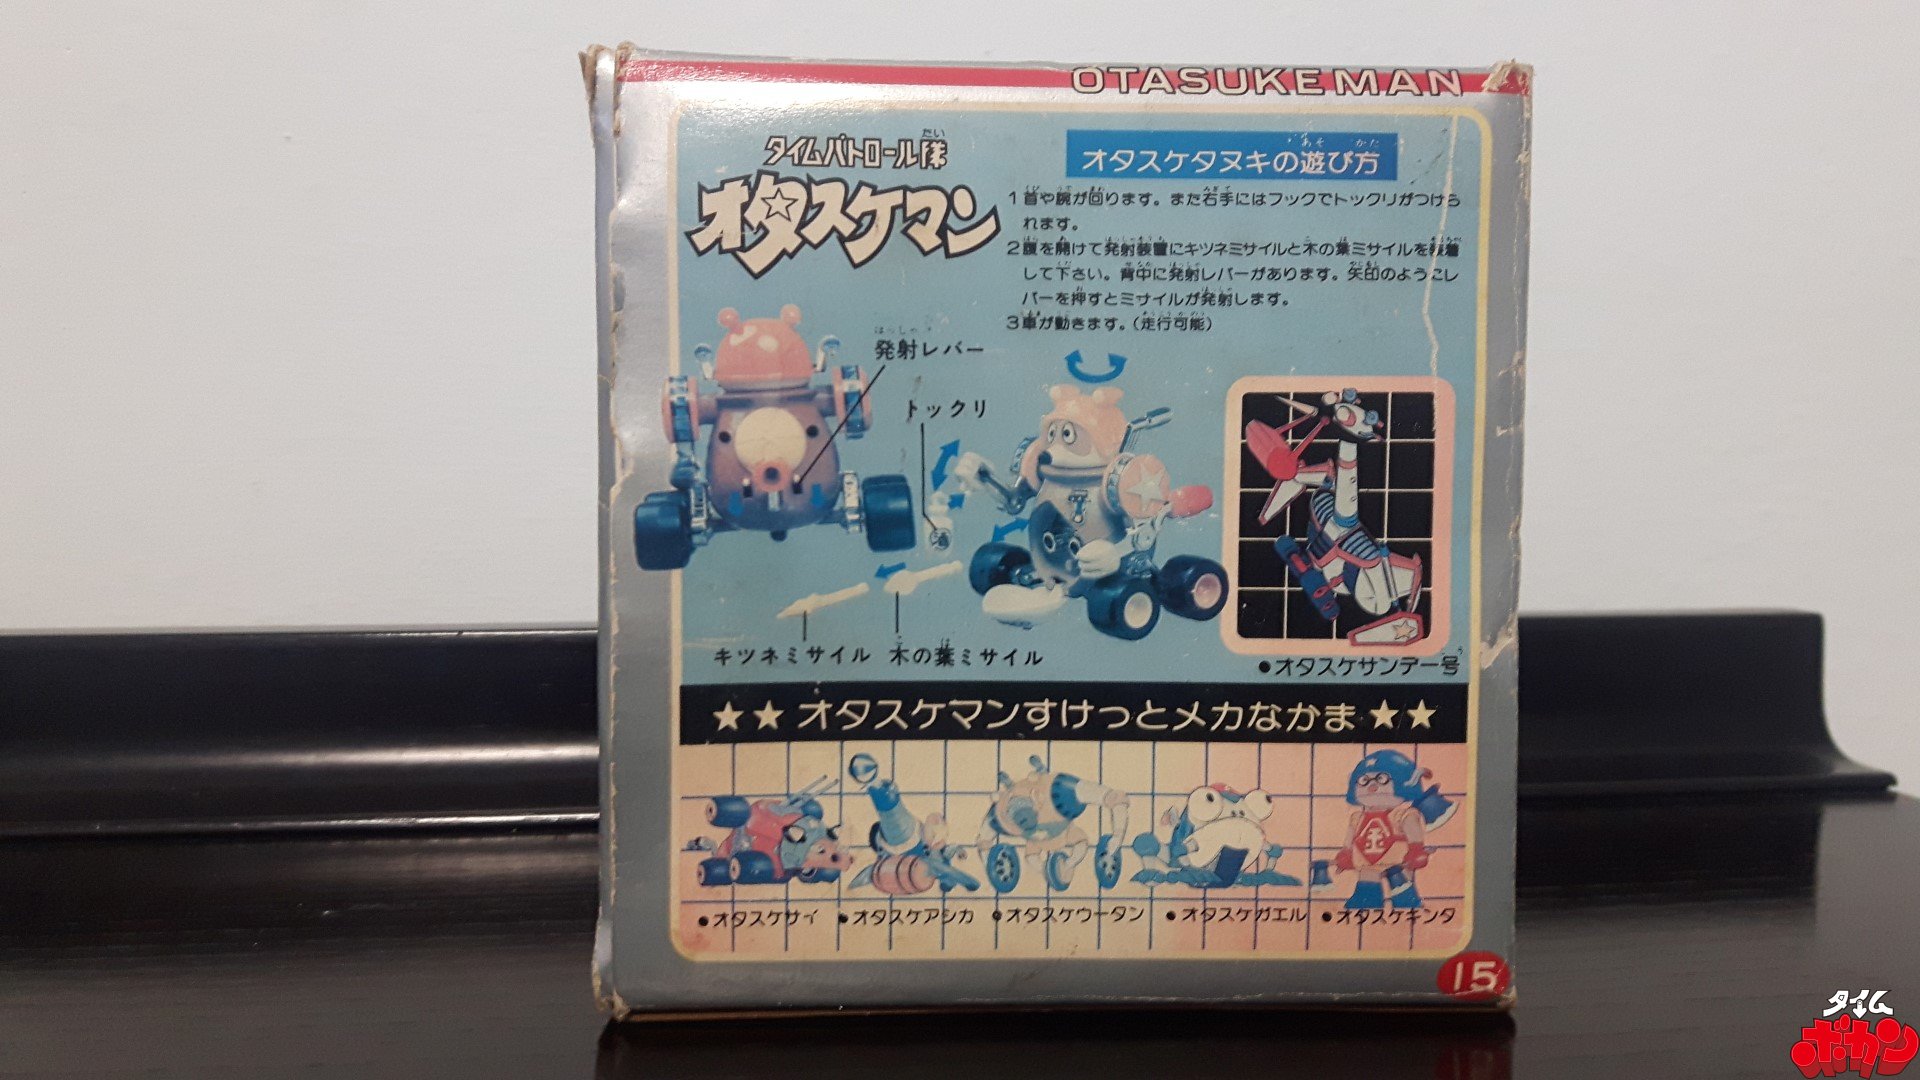 OTASUKEMAN
タイムパトロール隊
たい
オタスケマン
オタスケタヌキの遊び方
あそ かた
1 首や腕が回ります。また右手にはフックでトックリがつけら
れます。
2 腹を開けて発射装置にキツネミサイルと木の葉ミサイルを装着
して下さい。背中に発射レバーがあります。矢印のようにレ
バーを押すとミサイルが発射します。
3 車が動きます。(走行可能)
はっしゃ
発射レバー
トックリ
キツネミサイル
木の葉ミサイル
●オタスケサンデー号
★★オタスケマンすけっとメカなかま★★
●オタスケサイ
●オタスケアシカ
●オタスケウータン
●オタスケガエル
●オタスケキンタ
金
15
タイム
ボカン